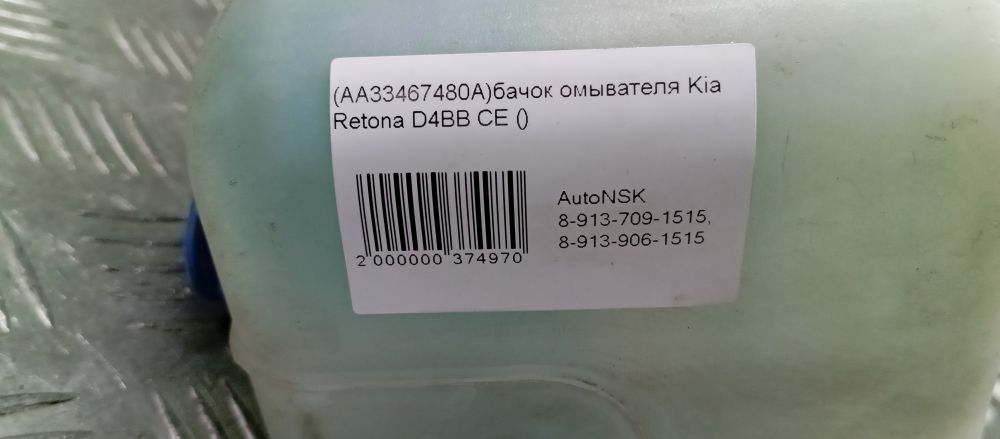 (AA33467480A)бачок омывателя Kia
Retona D4BB CE ()
AutoNSK
8-913-709-1515,
8-913-906-1515
2 000000 374970